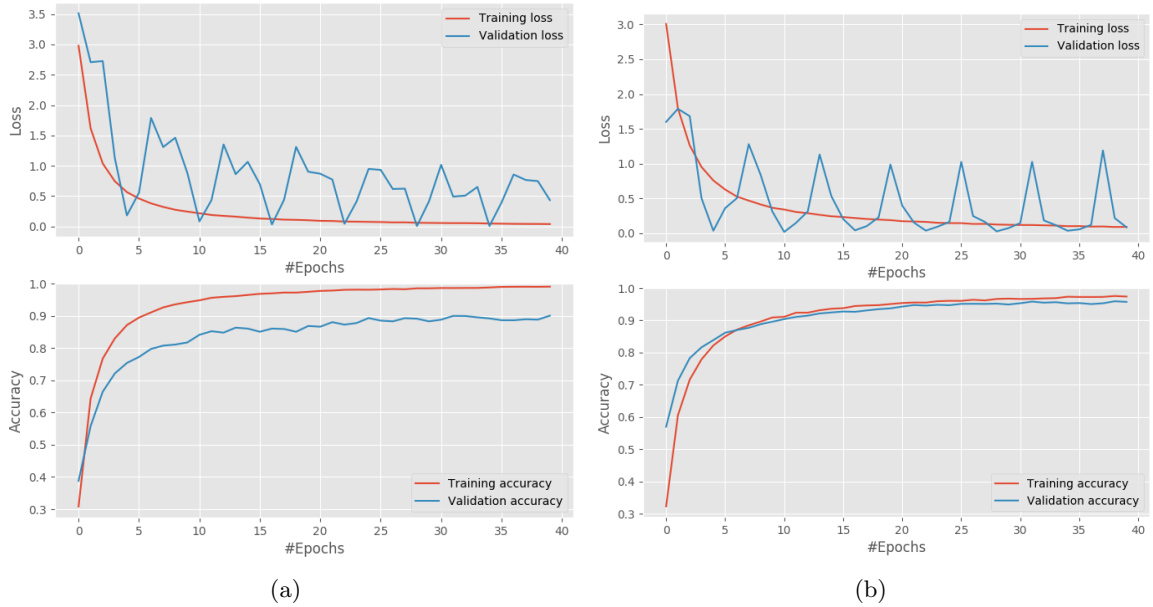 3.5
3.0
2.5
2.0
1.5
1.0
0.5
0.0
Loss
Training loss
Validation loss
0 5 10 15 20 25 30 35 40
#Epochs
1.0
0.9
0.8
0.7
0.6
0.5
0.4
0.3
Accuracy
Training accuracy
Validation accuracy
0 5 10 15 20 25 30 35 40
#Epochs
(a)
3.0
2.5
2.0
1.5
1.0
0.5
0.0
Loss
Training loss
Validation loss
0 5 10 15 20 25 30 35 40
#Epochs
1.0
0.9
0.8
0.7
0.6
0.5
0.4
0.3
Accuracy
Training accuracy
Validation accuracy
0 5 10 15 20 25 30 35 40
#Epochs
(b)